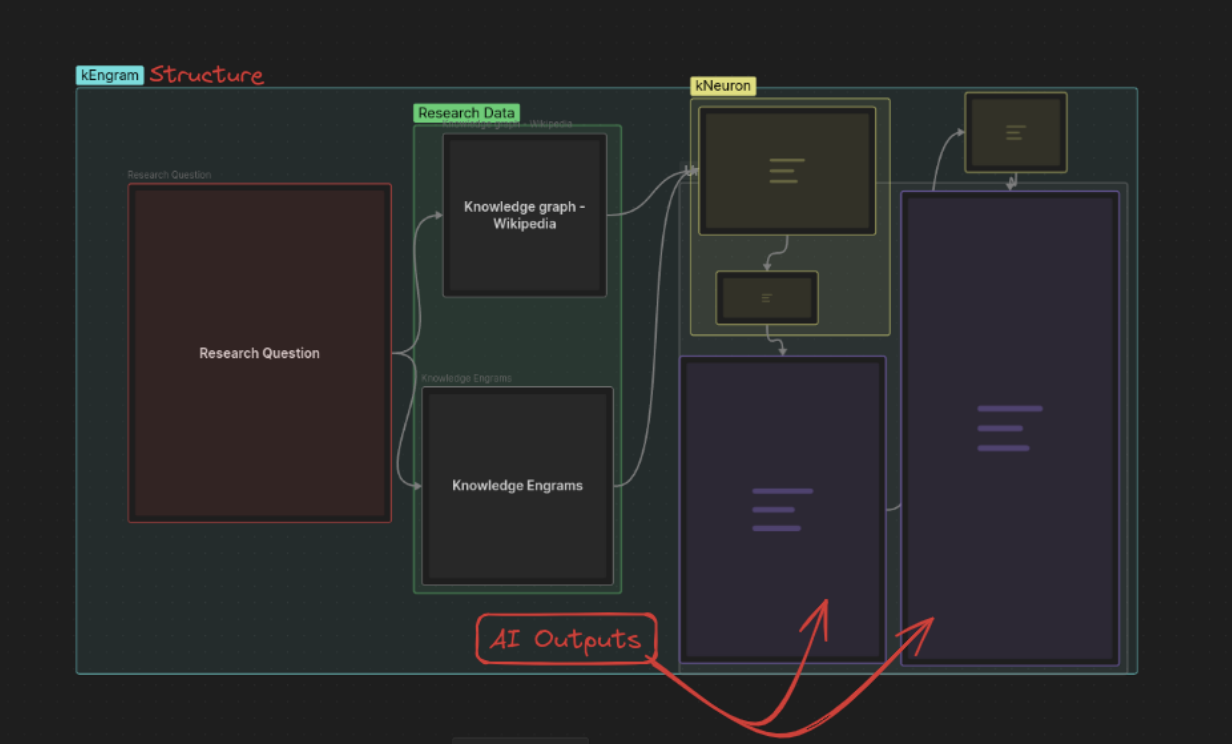 kEngram Structure
kNeuron
Research Data
Knowledge graph - Wikipedia
Research Question
Knowledge graph -
Wikipedia
Research Question
Knowledge Engrams
Knowledge Engrams
AI Outputs